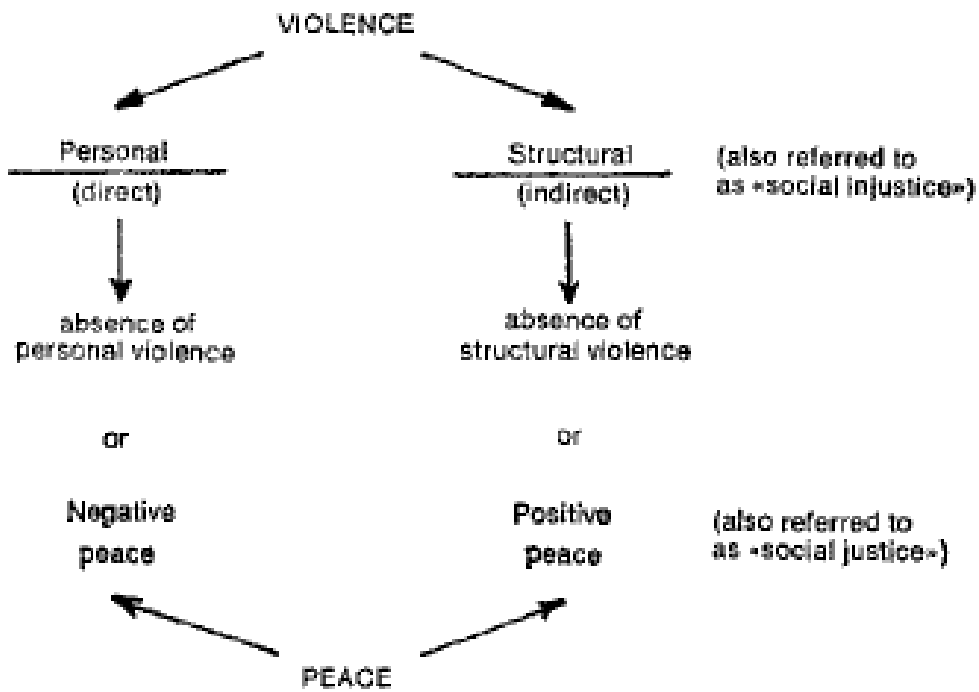 VIOLENCE
Personal
(direct)
Structural
(indirect)
(also referred to
as «social injustice»)
absence of
personal violence
absence of
structural violence
or
or
Negative
peace
Positive
peace
(also referred to
as «social justice»)
PEACE